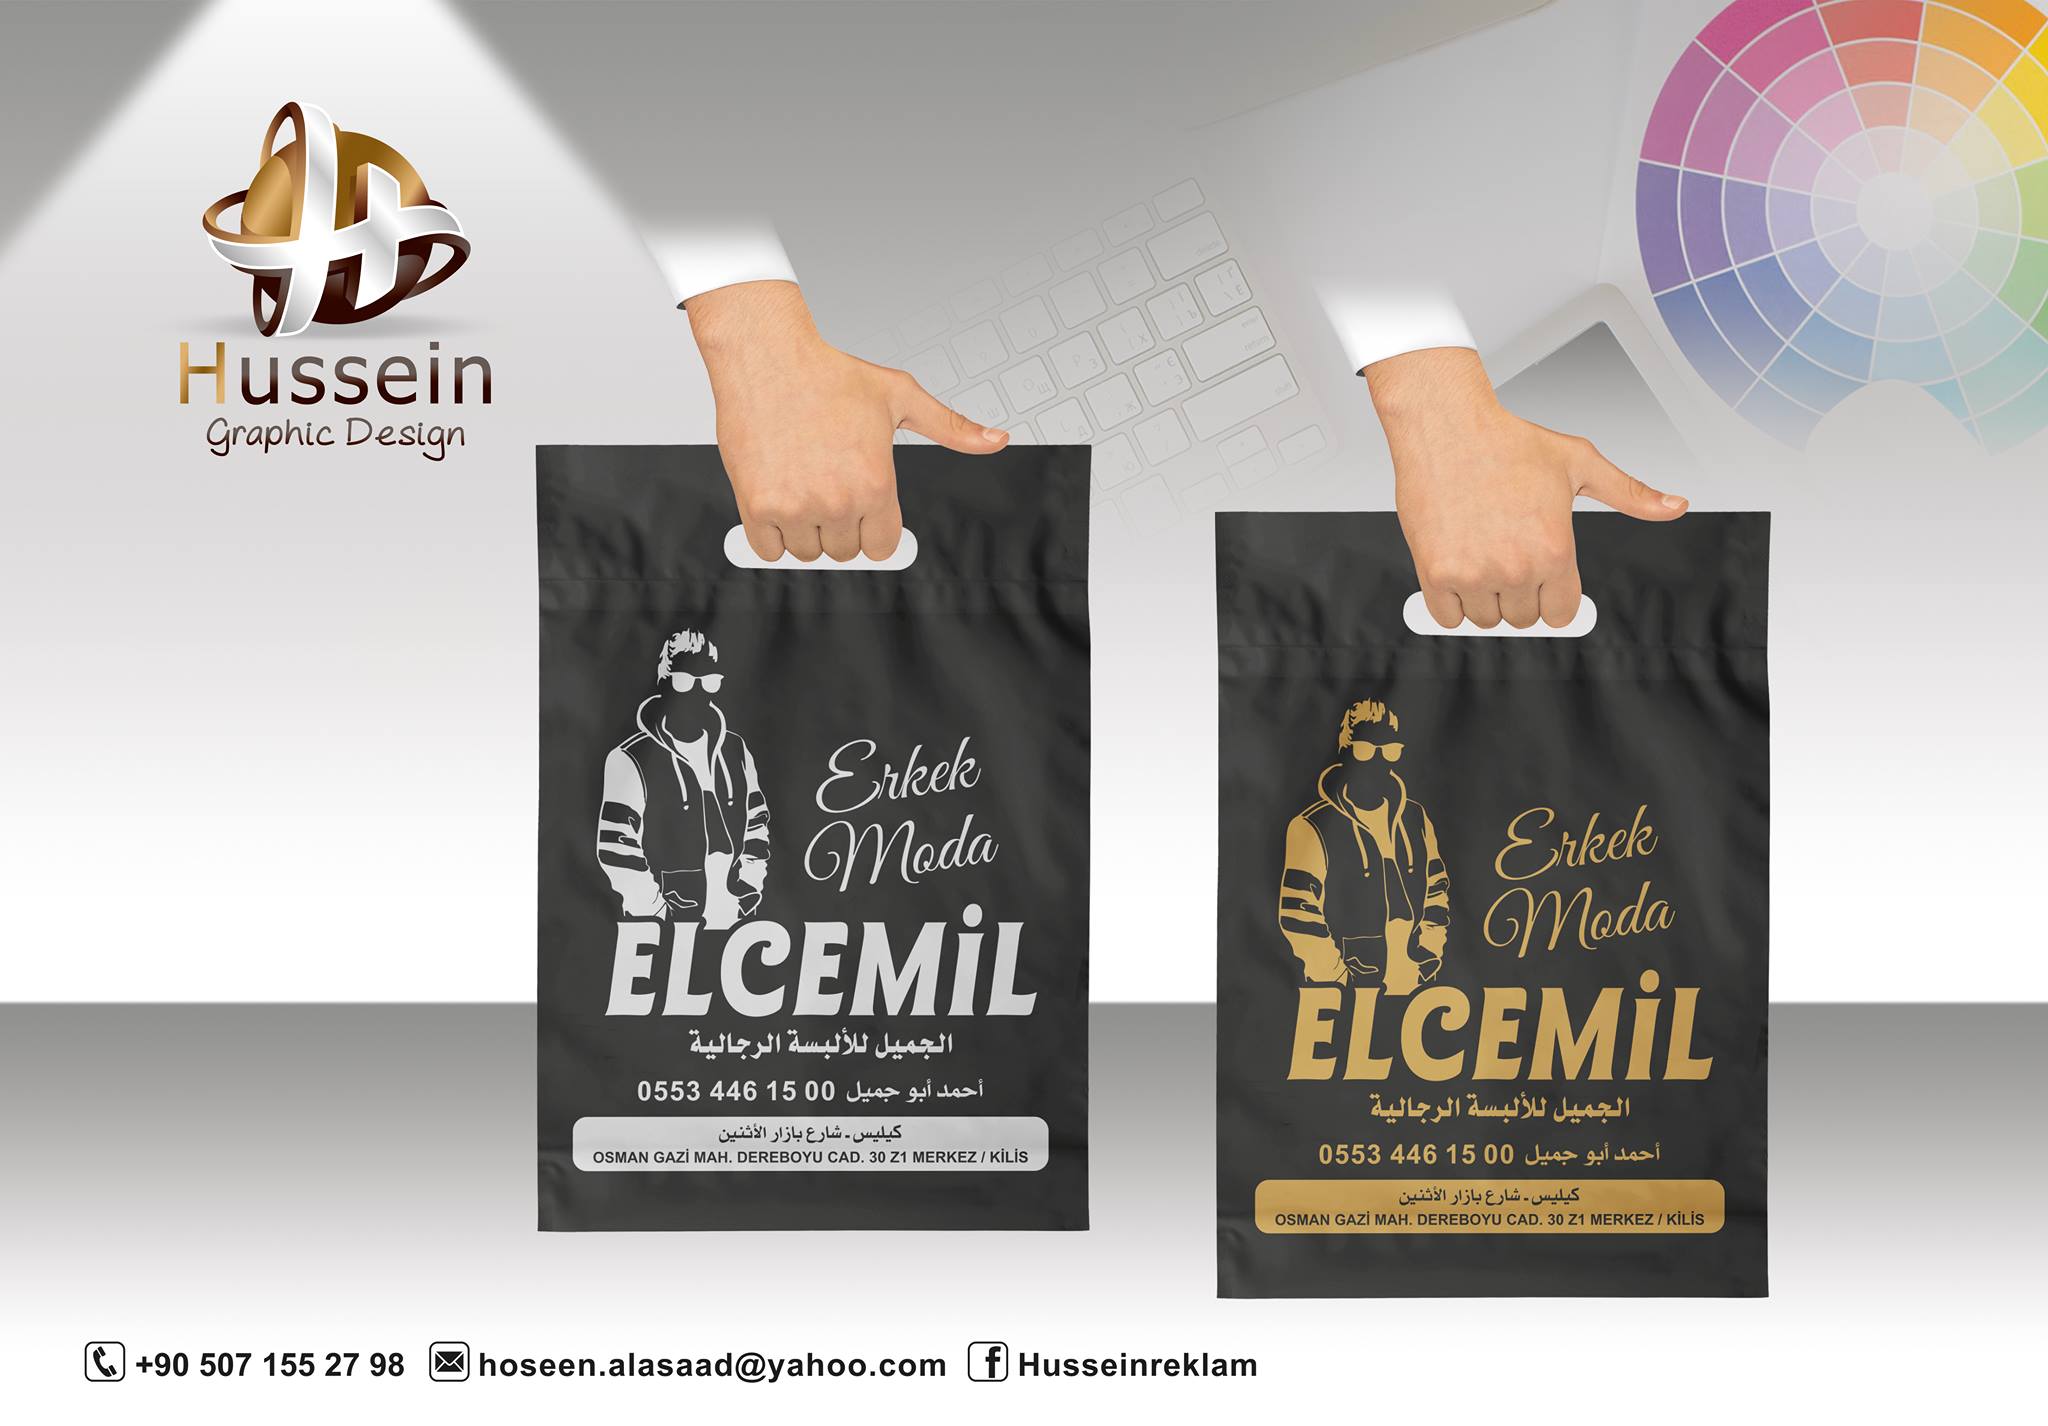 Hussein
Graphic Design
Erkek
Moda
ELCEMİL
الجميل للألبسة الرجالية
0553 446 15 00 أحمد أبو جميل
كيليس ـ شارع بازار الأثنين
OSMAN GAZİ MAH. DEREBOYU CAD. 30 Z1 MERKEZ / KİLİS
Erkek
Moda
ELCEMİL
الجميل للألبسة الرجالية
0553 446 15 00 أحمد أبو جميل
كيليس ـ شارع بازار الأثنين
OSMAN GAZİ MAH. DEREBOYU CAD. 30 Z1 MERKEZ / KİLİS
+90 507 155 27 98 hoseen.alasaad@yahoo.com Husseinreklam